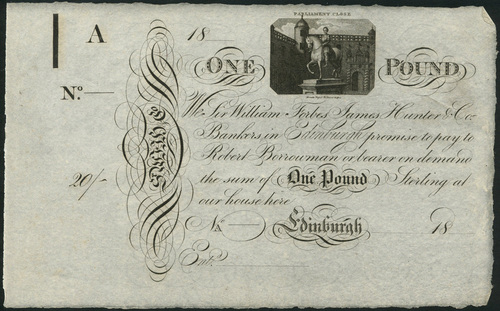 PARLIAMENT CLOSE
A 18
ONE POUND
No.
We Sir William Forbes James Hunter & Co:
Bankers, in Edinburgh promise to pay to
Robert Borrowman or bearer on demand
20/- the sum of One Pound Sterling at
our house here
No Edinburgh 18
Entd.